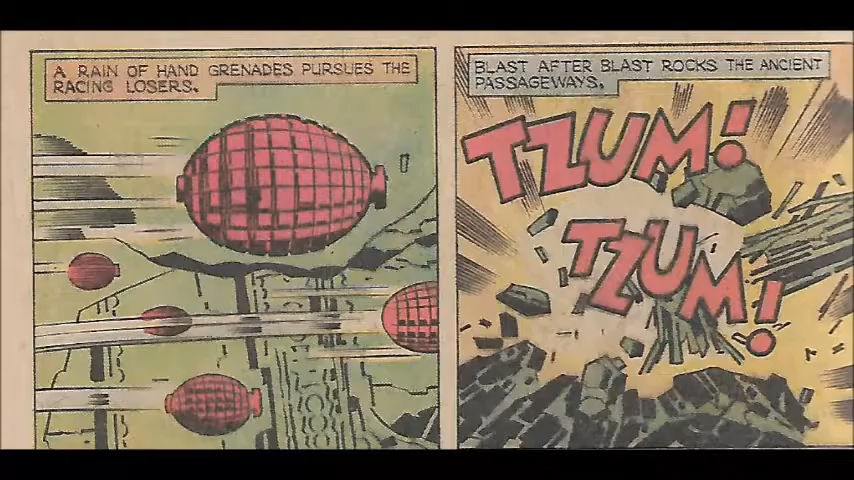 A RAIN OF HAND GRENADES PURSUES THE
RACING LOSERS.
BLAST AFTER BLAST ROCKS THE ANCIENT
PASSAGEWAYS.
TZUM!
TZUM!